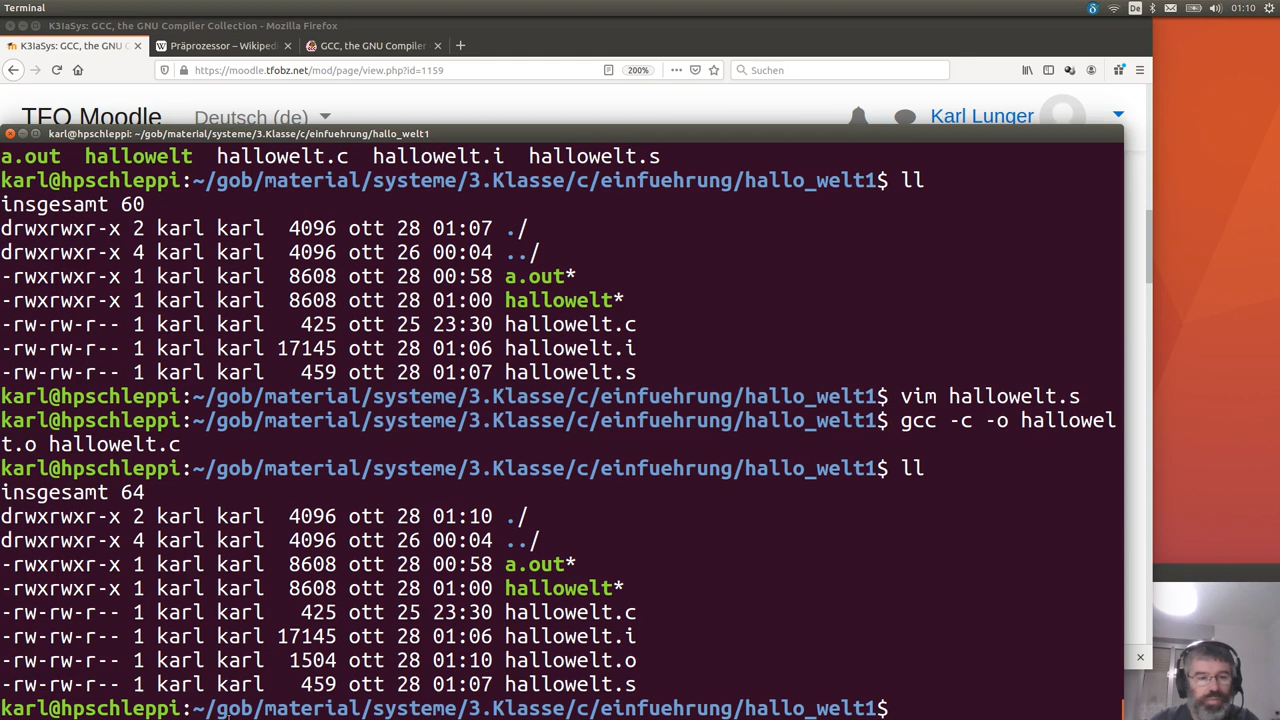 Terminal
De
01:10
K3IaSys: GCC, the GNU Compiler Collection - Mozilla Firefox
K3IaSys: GCC, the GNU C
Präprozessor – Wikiped
GCC, the GNU Compiler
https://moodle.tfobz.net/mod/page/view.php?id=1159
200%
Suchen
TFO Moodle
Deutsch (de)
Karl Lunger
karl@hpschleppi: ~/gob/material/systeme/3.Klasse/c/einfuehrung/hallo_welt1
a.out hallowelt hallowelt.c hallowelt.i hallowelt.s
karl@hpschleppi:~/gob/material/systeme/3.Klasse/c/einfuehrung/hallo_welt1$ ll
insgesamt 60
drwxrwxr-x 2 karl karl 4096 ott 28 01:07 ./
drwxrwxr-x 4 karl karl 4096 ott 26 00:04 ../
-rwxrwxr-x 1 karl karl 8608 ott 28 00:58 a.out*
-rwxrwxr-x 1 karl karl 8608 ott 28 01:00 hallowelt*
-rw-rw-r-- 1 karl karl 425 ott 25 23:30 hallowelt.c
-rw-rw-r-- 1 karl karl 17145 ott 28 01:06 hallowelt.i
-rw-rw-r-- 1 karl karl 459 ott 28 01:07 hallowelt.s
karl@hpschleppi:~/gob/material/systeme/3.Klasse/c/einfuehrung/hallo_welt1$ vim hallowelt.s
karl@hpschleppi:~/gob/material/systeme/3.Klasse/c/einfuehrung/hallo_welt1$ gcc -c -o hallowel
t.o hallowelt.c
karl@hpschleppi:~/gob/material/systeme/3.Klasse/c/einfuehrung/hallo_welt1$ ll
insgesamt 64
drwxrwxr-x 2 karl karl 4096 ott 28 01:10 ./
drwxrwxr-x 4 karl karl 4096 ott 26 00:04 ../
-rwxrwxr-x 1 karl karl 8608 ott 28 00:58 a.out*
-rwxrwxr-x 1 karl karl 8608 ott 28 01:00 hallowelt*
-rw-rw-r-- 1 karl karl 425 ott 25 23:30 hallowelt.c
-rw-rw-r-- 1 karl karl 17145 ott 28 01:06 hallowelt.i
-rw-rw-r-- 1 karl karl 1504 ott 28 01:10 hallowelt.o
-rw-rw-r-- 1 karl karl 459 ott 28 01:07 hallowelt.s
karl@hpschleppi:~/gob/material/systeme/3.Klasse/c/einfuehrung/hallo_welt1$